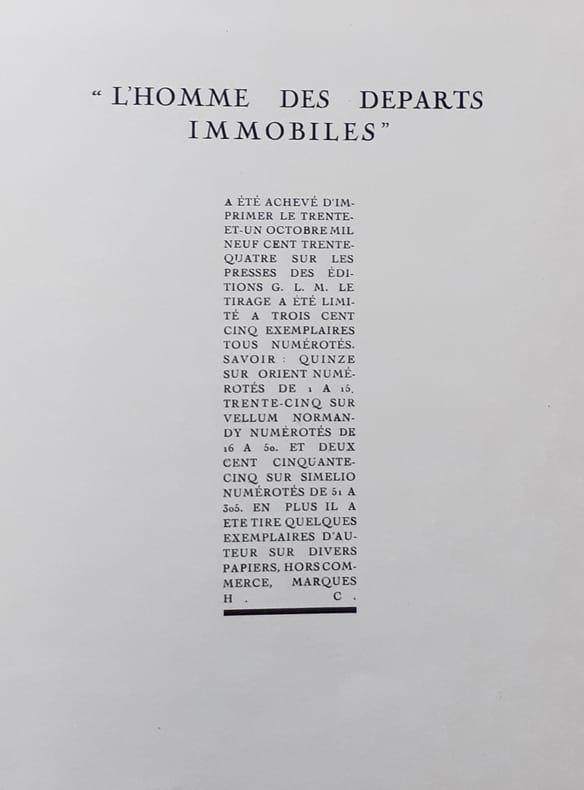 “ L’HOMME DES DEPARTS
IMMOBILES ”
A ÉTÉ ACHEVÉ D’IM-
PRIMER LE TRENTE-
ET-UN OCTOBRE MIL
NEUF CENT TRENTE-
QUATRE SUR LES
PRESSES DES ÉDI-
TIONS G. L. M. LE
TIRAGE A ÉTÉ LIMI-
TÉ A TROIS CENT
CINQ EXEMPLAIRES
TOUS NUMÉROTÉS.
SAVOIR : QUINZE
SUR ORIENT NUMÉ-
ROTÉS DE 1 A 15.
TRENTE-CINQ SUR
VELLUM NORMAN-
DY NUMÉROTÉS DE
16 A 50. ET DEUX
CENT CINQUANTE-
CINQ SUR SIMELIO
NUMÉROTÉS DE 51 A
305. EN PLUS IL A
ETE TIRE QUELQUES
EXEMPLAIRES D’AU-
TEUR SUR DIVERS
PAPIERS, HORS COM-
MERCE, MARQUES
H . C .